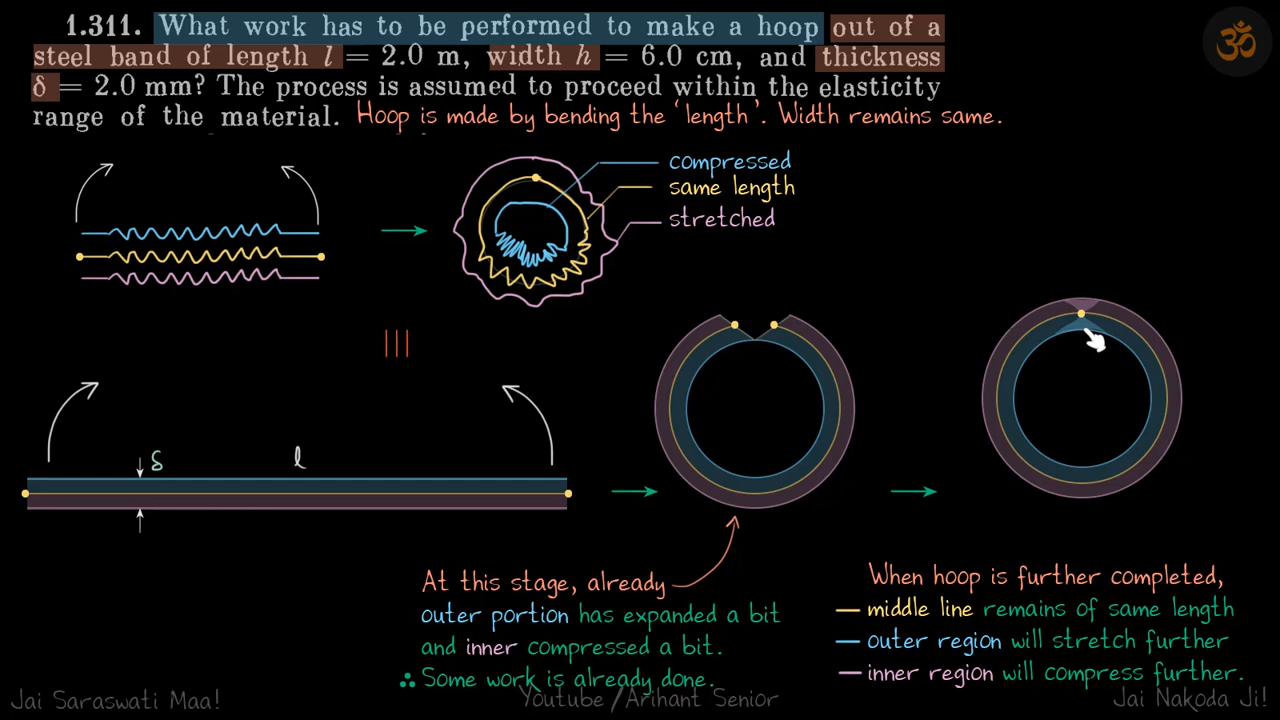 1.311. What work has to be performed to make a hoop out of a
steel band of length l = 2.0 m, width h = 6.0 cm, and thickness
δ = 2.0 mm? The process is assumed to proceed within the elasticity
range of the material. Hoop is made by bending the ‘length’. Width remains same.
ॐ
compressed
same length
stretched
|||
δ
l
At this stage, already
outer portion has expanded a bit
and inner compressed a bit.
∴ Some work is already done.
When hoop is further completed,
— middle line remains of same length
— outer region will stretch further
— inner region will compress further.
Jai Saraswati Maa!
Youtube /Arihant Senior
Jai Nakoda Ji!